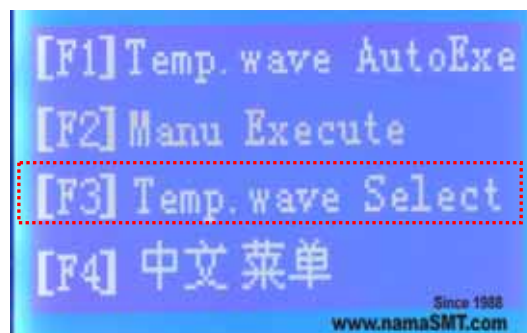 [F1] Temp. wave AutoExe
[F2] Manu Execute
[F3] Temp. wave Select
[F4] 中文菜单
Since 1988
www.namaSMT.com